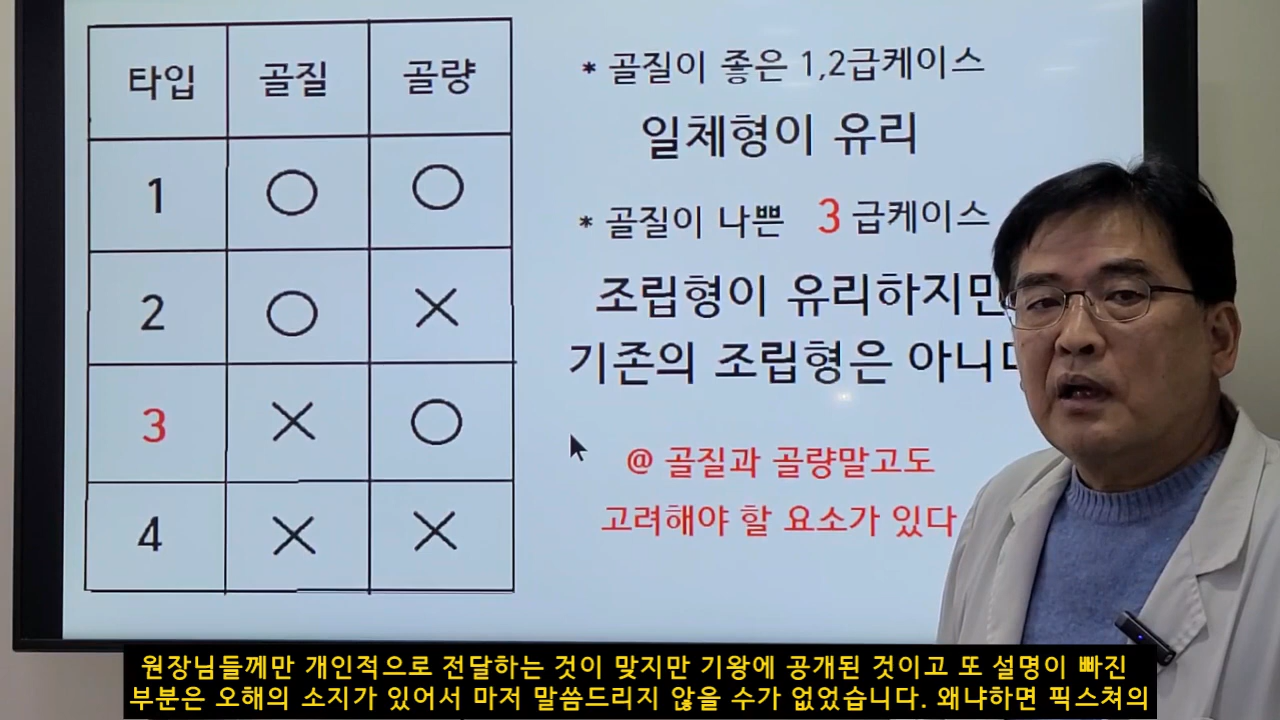 타입 골질 골량
1 ○ ○
2 ○ ×
3 × ○
4 × ×
* 골질이 좋은 1,2급케이스
일체형이 유리
* 골질이 나쁜 3급케이스
조립형이 유리하지만
기존의 조립형은 아니다
@ 골질과 골량말고도
고려해야 할 요소가 있다
원장님들께만 개인적으로 전달하는 것이 맞지만 기왕에 공개된 것이고 또 설명이 빠진
부분은 오해의 소지가 있어서 마저 말씀드리지 않을 수가 없었습니다. 왜냐하면 픽스쳐의